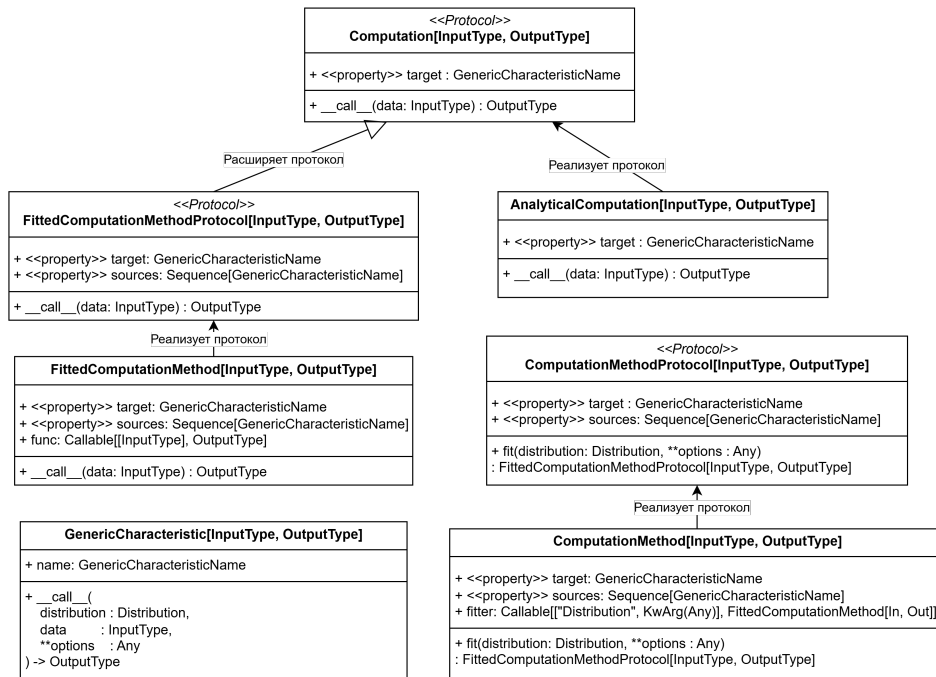 <<Protocol>>
Computation[InputType, OutputType]
+ <<property>> target : GenericCharacteristicName
+ __call__(data: InputType) : OutputType
Расширяет протокол
Реализует протокол
<<Protocol>>
FittedComputationMethodProtocol[InputType, OutputType]
+ <<property>> target: GenericCharacteristicName
+ <<property>> sources: Sequence[GenericCharacteristicName]
+ __call__(data: InputType) : OutputType
AnalyticalComputation[InputType, OutputType]
+ <<property>> target : GenericCharacteristicName
+ __call__(data: InputType) : OutputType
Реализует протокол
FittedComputationMethod[InputType, OutputType]
+ <<property>> target: GenericCharacteristicName
+ <<property>> sources: Sequence[GenericCharacteristicName]
+ func: Callable[[InputType], OutputType]
+ __call__(data: InputType) : OutputType
<<Protocol>>
ComputationMethodProtocol[InputType, OutputType]
+ <<property>> target : GenericCharacteristicName
+ <<property>> sources: Sequence[GenericCharacteristicName]
+ fit(distribution: Distribution, **options : Any)
: FittedComputationMethodProtocol[InputType, OutputType]
Реализует протокол
GenericCharacteristic[InputType, OutputType]
+ name: GenericCharacteristicName
+ __call__(
distribution : Distribution,
data : InputType,
**options : Any
) -> OutputType
ComputationMethod[InputType, OutputType]
+ <<property>> target: GenericCharacteristicName
+ <<property>> sources: Sequence[GenericCharacteristicName]
+ fitter: Callable[["Distribution", KwArg(Any)], FittedComputationMethod[In, Out]]
+ fit(distribution: Distribution, **options : Any)
: FittedComputationMethodProtocol[InputType, OutputType]